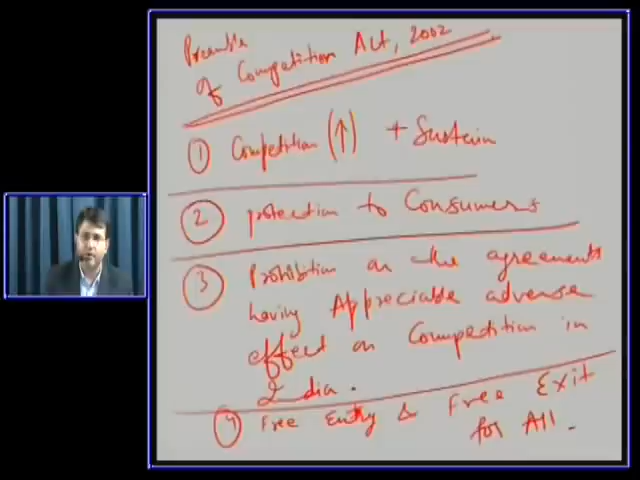 Preamble
of Competition Act, 2002
① Competition (↑) + Sustain
② protection to Consumers
③ Prohibition on the agreements
having Appreciable adverse
effect on Competition in
India.
④ Free Entry & Free Exit
for All.